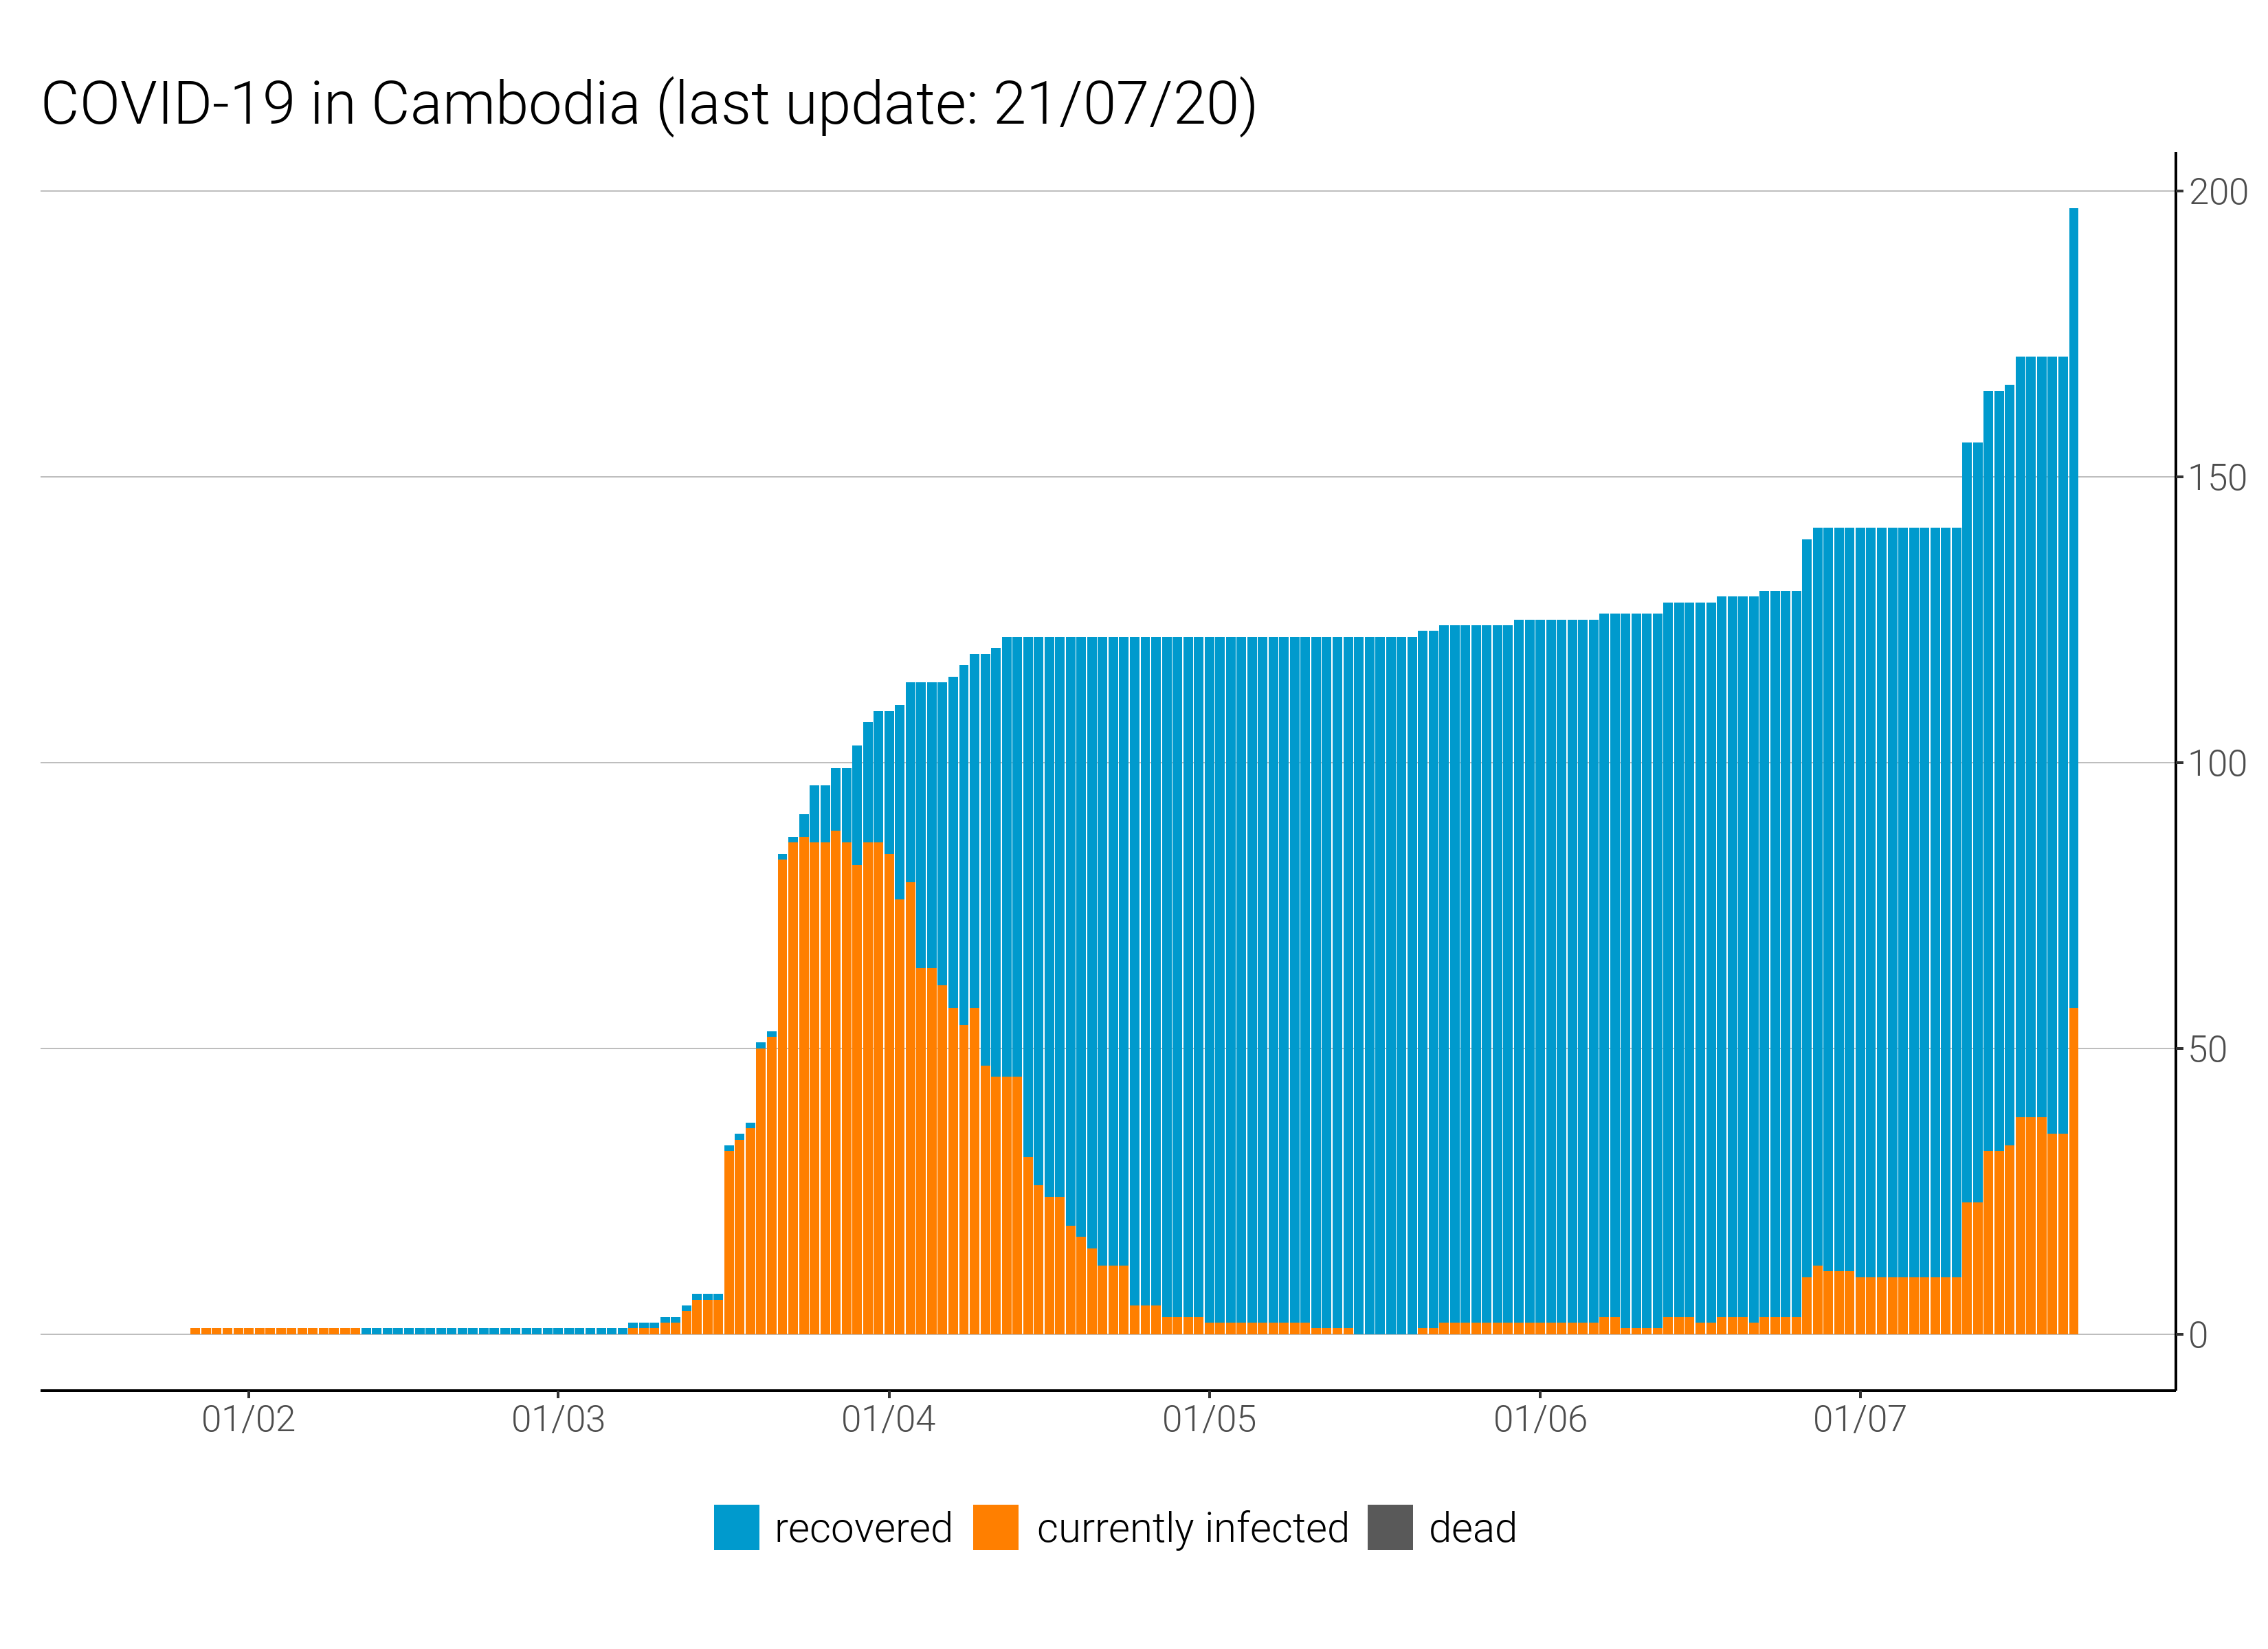 COVID-19 in Cambodia (last update: 21/07/20)
200
150
100
50
0
01/02 01/03 01/04 01/05 01/06 01/07
recovered currently infected dead